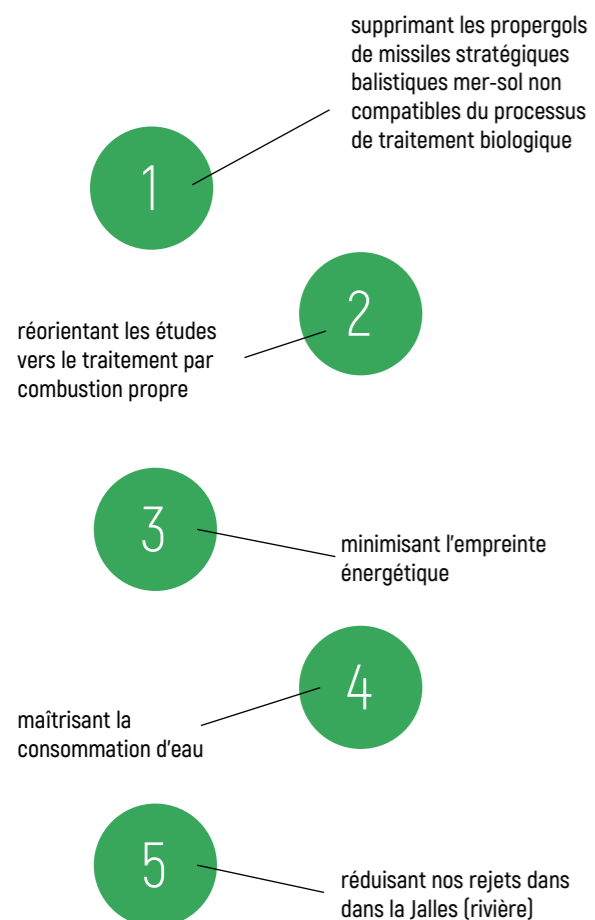 supprimant les propergols
de missiles stratégiques
balistiques mer-sol non
compatibles du processus
de traitement biologique
1
2
réorientant les études
vers le traitement par
combustion propre
3
minimisant l'empreinte
énergétique
4
maîtrisant la
consommation d'eau
5
réduisant nos rejets dans
dans la Jalles (rivière)